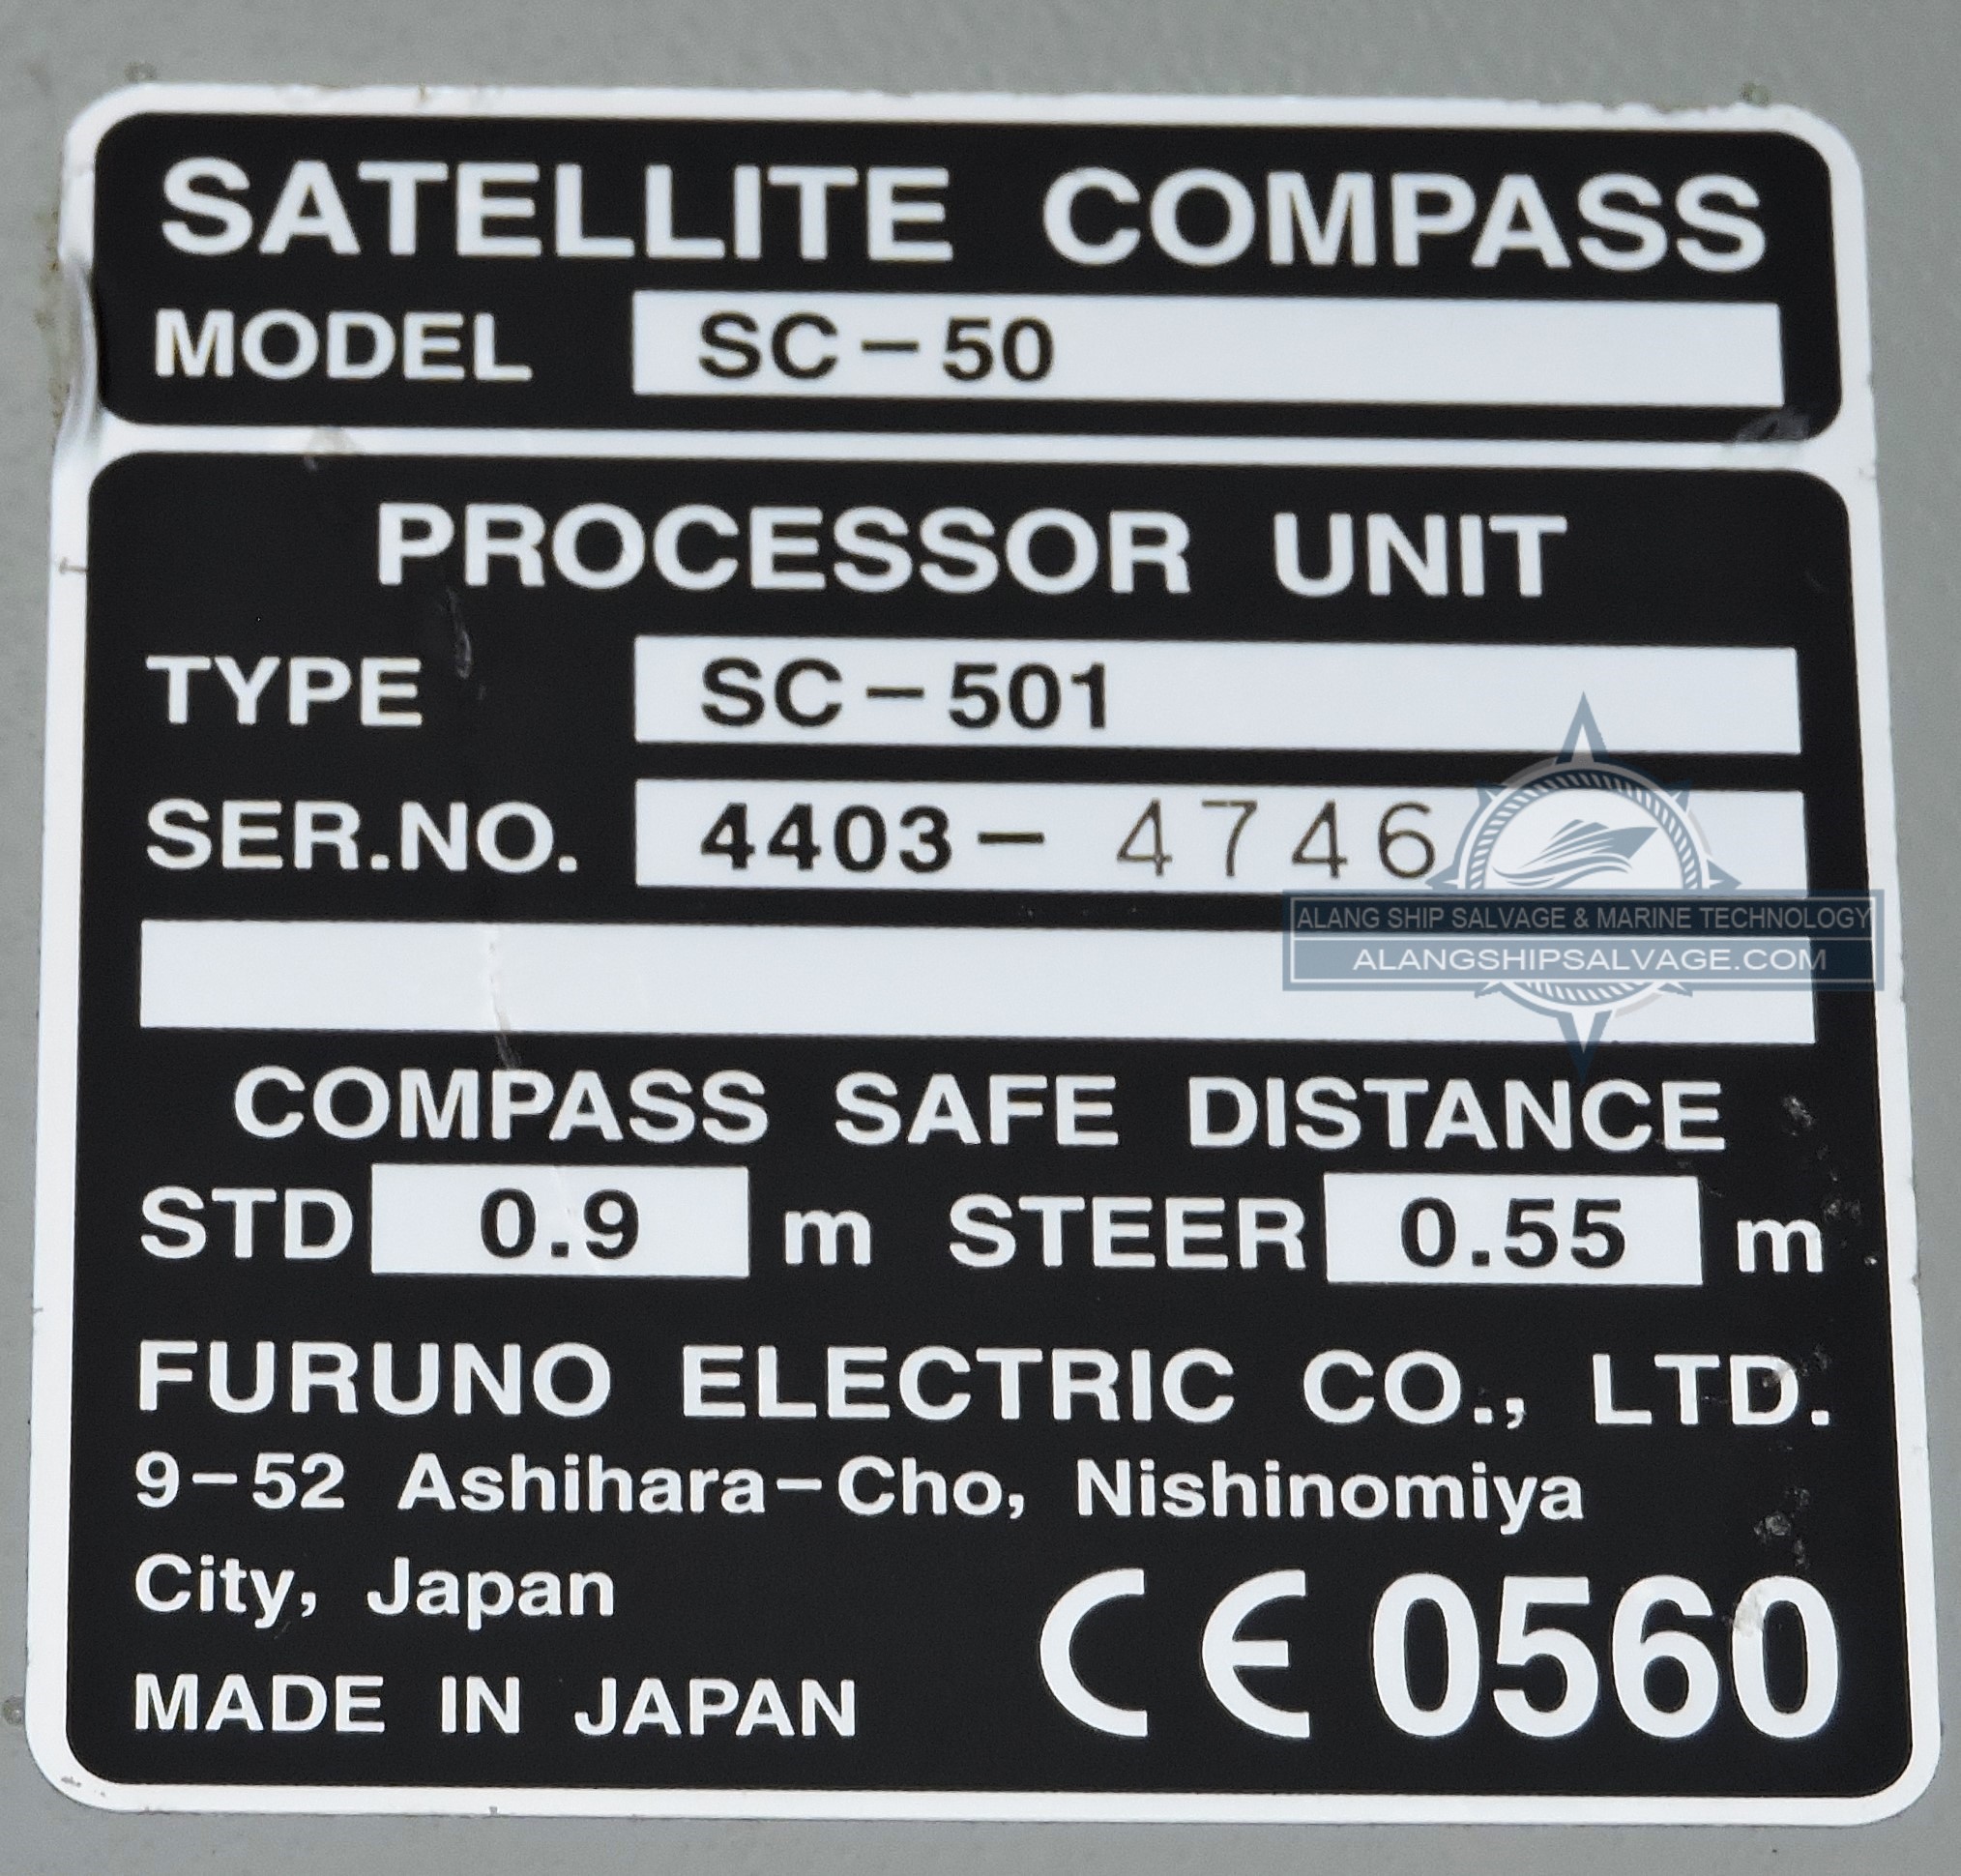 SATELLITE COMPASS
MODEL SC-50
PROCESSOR UNIT
TYPE SC-501
SER.NO. 4403- 4746
ALANG SHIP SALVAGE & MARINE TECHNOLOGY
ALANGSHIPSALVAGE.COM
COMPASS SAFE DISTANCE
STD 0.9 m STEER 0.55 m
FURUNO ELECTRIC CO., LTD.
9-52 Ashihara-Cho, Nishinomiya
City, Japan
MADE IN JAPAN CE 0560